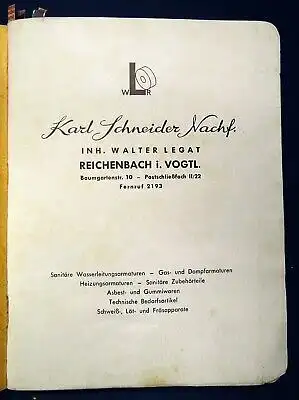 W L R
Karl Schneider Nachf.
INH. WALTER LEGAT
REICHENBACH i. VOGTL.
Baumgartenstr. 10 – Postschließfach II/22
Fernruf 2193
Sanitäre Wasserleitungsarmaturen – Gas- und Dampfarmaturen
Heizungsarmaturen – Sanitäre Zubehörteile
Asbest- und Gummiwaren
Technische Bedarfsartikel
Schweiß-, Löt- und Fräsapparate